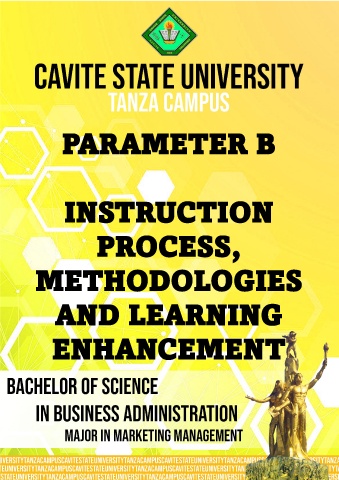 CAVITE STATE UNIVERSITY
TANZA CAMPUS
PARAMETER B
INSTRUCTION
PROCESS,
METHODOLOGIES
AND LEARNING
ENHANCEMENT
BACHELOR OF SCIENCE
IN BUSINESS ADMINISTRATION
MAJOR IN MARKETING MANAGEMENT